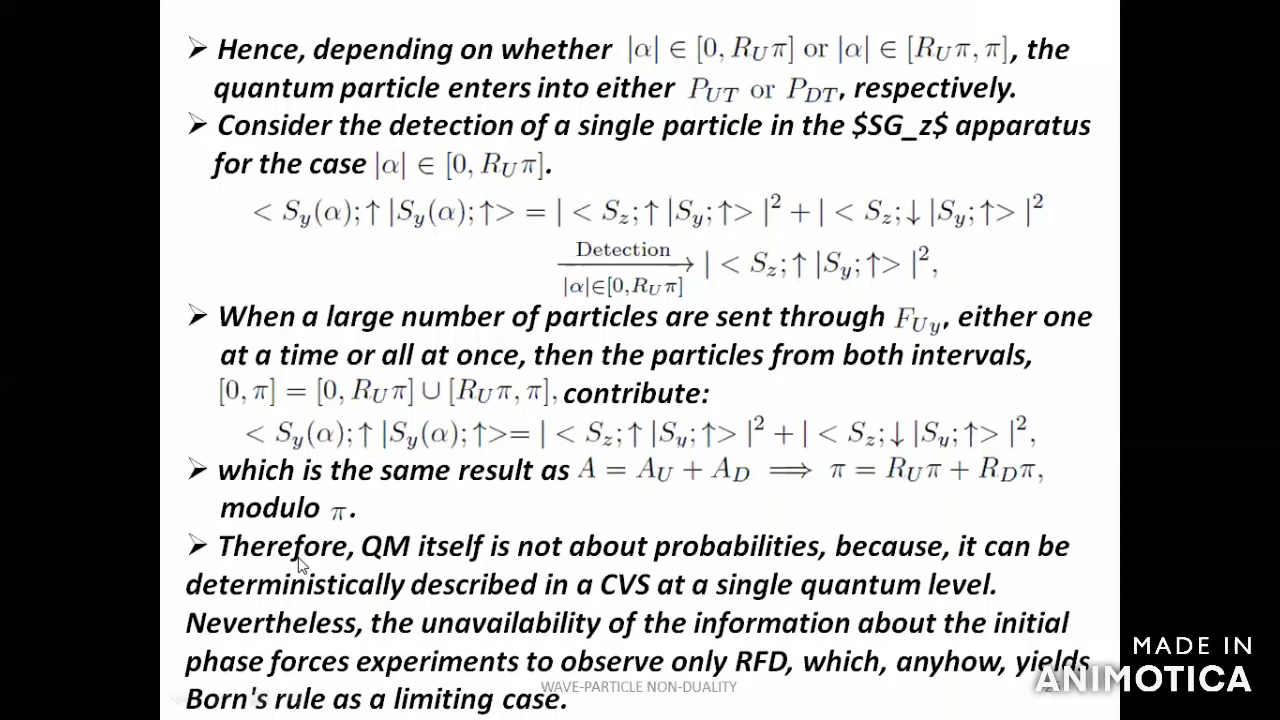 ➢ Hence, depending on whether |α| ∈ [0, R_U π] or |α| ∈ [R_U π, π], the
quantum particle enters into either P_UT or P_DT, respectively.
➢ Consider the detection of a single particle in the $SG_z$ apparatus
for the case |α| ∈ [0, R_U π].
< S_y(α); ↑ |S_y(α); ↑> = | < S_z; ↑ |S_y; ↑> |² + | < S_z; ↓ |S_y; ↑> |²
Detection
|α|∈[0,R_U π]
→ | < S_z; ↑ |S_y; ↑> |²,
➢ When a large number of particles are sent through F_Uy, either one
at a time or all at once, then the particles from both intervals,
[0, π] = [0, R_U π] ∪ [R_U π, π], contribute:
< S_y(α); ↑ |S_y(α); ↑>= | < S_z; ↑ |S_u; ↑> |² + | < S_z; ↓ |S_u; ↑> |²,
➢ which is the same result as A = A_U + A_D ⟹ π = R_U π + R_D π,
modulo π.
➢ Therefore, QM itself is not about probabilities, because, it can be
deterministically described in a CVS at a single quantum level.
Nevertheless, the unavailability of the information about the initial
phase forces experiments to observe only RFD, which, anyhow, yields
Born's rule as a limiting case.
WAVE-PARTICLE NON-DUALITY
MADE IN
ANIMOTICA